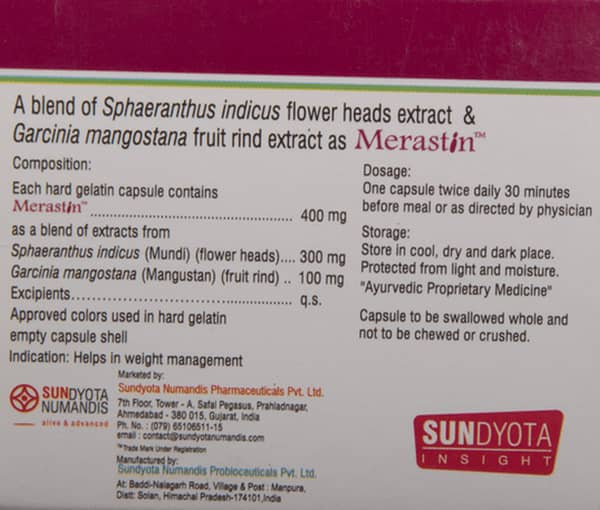 A blend of Sphaeranthus indicus flower heads extract &
Garcinia mangostana fruit rind extract as Merastin™
Composition:
Each hard gelatin capsule contains
Merastin™ ........................................ 400 mg
as a blend of extracts from
Sphaeranthus indicus (Mundi) (flower heads).... 300 mg
Garcinia mangostana (Mangustan) (fruit rind) .. 100 mg
Excipients................................................ q.s.
Approved colors used in hard gelatin
empty capsule shell
Indication: Helps in weight management
Dosage:
One capsule twice daily 30 minutes
before meal or as directed by physician
Storage:
Store in cool, dry and dark place.
Protected from light and moisture.
"Ayurvedic Proprietary Medicine"
Capsule to be swallowed whole and
not to be chewed or crushed.
SUNDYOTA
NUMANDIS
alive & advanced
Marketed by:
Sundyota Numandis Pharmaceuticals Pvt. Ltd.
7th Floor, Tower - A, Safal Pegasus, Prahladnagar,
Ahmedabad - 380 015, Gujarat, India
Ph. No. : (079) 65106511-15
email : contact@sundyotanumandis.com
™Trade Mark Under Registration
Manufactured by:
Sundyota Numandis Probioceuticals Pvt. Ltd.
At: Baddi-Nalagarh Road, Village & Post : Manpura,
Distt: Solan, Himachal Pradesh-174101,India
SUNDYOTA
INSIGHT